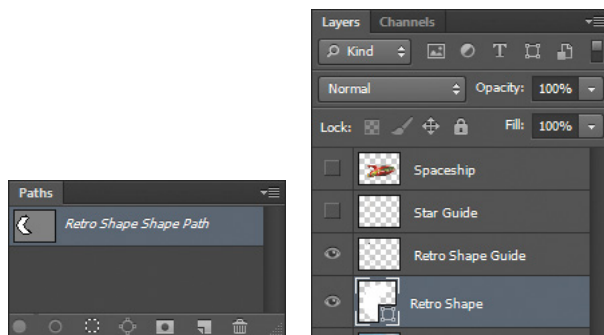 Paths
Retro Shape Shape Path
Layers Channels
Kind
T
Normal Opacity: 100%
Lock: Fill: 100%
Spaceship
Star Guide
Retro Shape Guide
Retro Shape